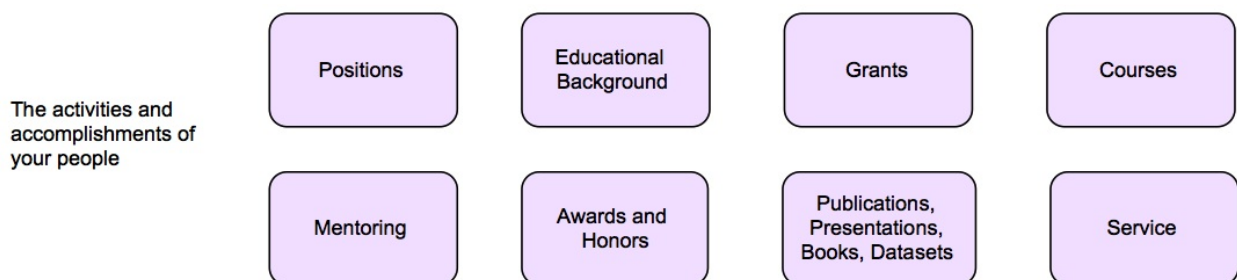 The activities and
accomplishments of
your people
Positions
Educational
Background
Grants
Courses
Mentoring
Awards and
Honors
Publications,
Presentations,
Books, Datasets
Service